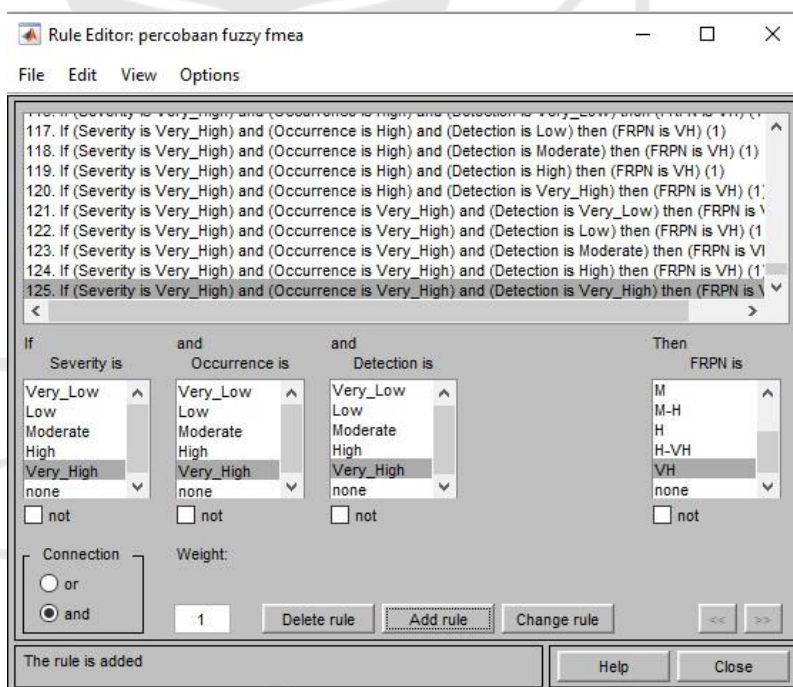 Rule Editor: percobaan fuzzy fmea
File Edit View Options
117. If (Severity is Very_High) and (Occurrence is High) and (Detection is Low) then (FRPN is VH) (1)
118. If (Severity is Very_High) and (Occurrence is High) and (Detection is Moderate) then (FRPN is VH) (1)
119. If (Severity is Very_High) and (Occurrence is High) and (Detection is High) then (FRPN is VH) (1)
120. If (Severity is Very_High) and (Occurrence is High) and (Detection is Very_High) then (FRPN is VH) (1)
121. If (Severity is Very_High) and (Occurrence is Very_High) and (Detection is Very_Low) then (FRPN is
122. If (Severity is Very_High) and (Occurrence is Very_High) and (Detection is Low) then (FRPN is VH) (1
123. If (Severity is Very_High) and (Occurrence is Very_High) and (Detection is Moderate) then (FRPN is
124. If (Severity is Very_High) and (Occurrence is Very_High) and (Detection is High) then (FRPN is VH) (1
125. If (Severity is Very_High) and (Occurrence is Very_High) and (Detection is Very_High) then (FRPN is
If and and Then
Severity is Occurrence is Detection is FRPN is
Very_Low Very_Low Very_Low M
Low Low Low M-H
Moderate Moderate Moderate H
High High High H-VH
Very_High Very_High Very_High VH
none none none none
not not not not
Connection Weight:
or
and 1 Delete rule Add rule Change rule << >>
The rule is added Help Close